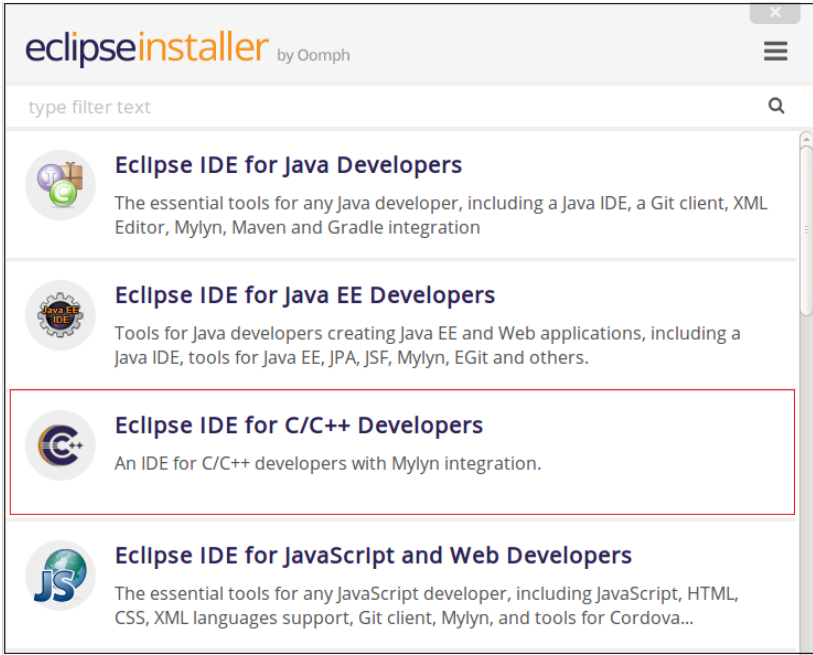 eclipseinstaller by Oomph
type filter text
Eclipse IDE for Java Developers
The essential tools for any Java developer, including a Java IDE, a Git client, XML
Editor, Mylyn, Maven and Gradle integration
Java EE
IDE
Eclipse IDE for Java EE Developers
Tools for Java developers creating Java EE and Web applications, including a
Java IDE, tools for Java EE, JPA, JSF, Mylyn, EGit and others.
C++
Eclipse IDE for C/C++ Developers
An IDE for C/C++ developers with Mylyn integration.
JS
Eclipse IDE for JavaScript and Web Developers
The essential tools for any JavaScript developer, including JavaScript, HTML,
CSS, XML languages support, Git client, Mylyn, and tools for Cordova...